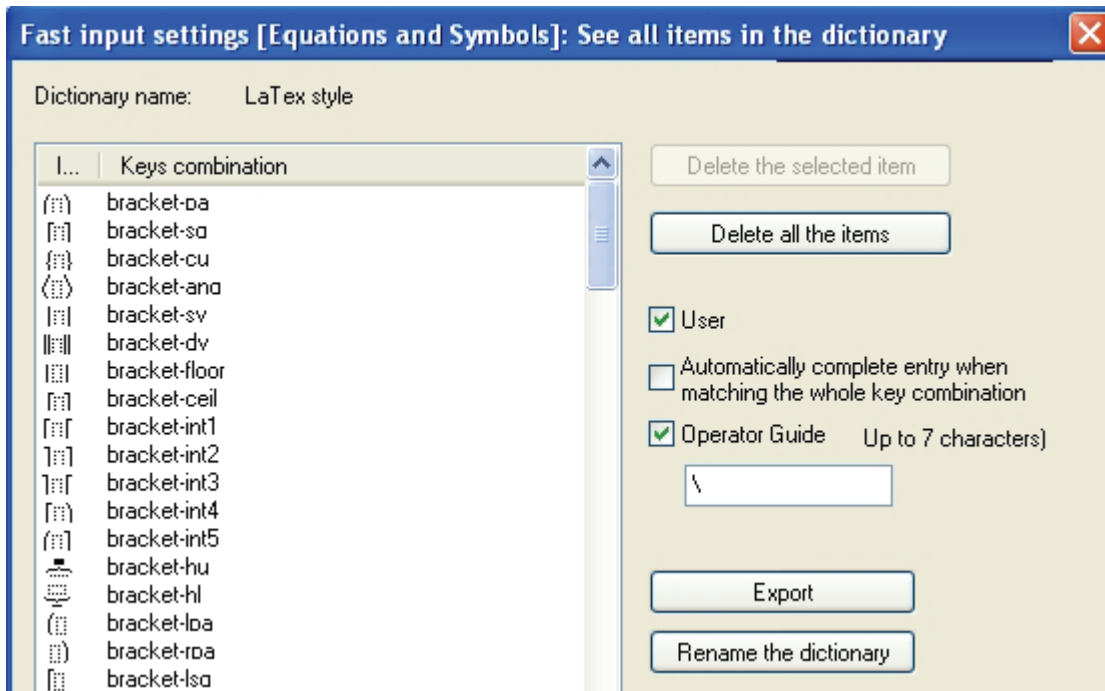 Fast input settings [Equations and Symbols]: See all items in the dictionary
Dictionary name: LaTex style
I... Keys combination
bracket-pa
bracket-sq
bracket-cu
bracket-ang
bracket-sv
bracket-dv
bracket-floor
bracket-ceil
bracket-int1
bracket-int2
bracket-int3
bracket-int4
bracket-int5
bracket-hu
bracket-hl
bracket-lpa
bracket-rpa
bracket-lsq
Delete the selected item
Delete all the items
User
Automatically complete entry when
matching the whole key combination
Operator Guide Up to 7 characters)
\
Export
Rename the dictionary